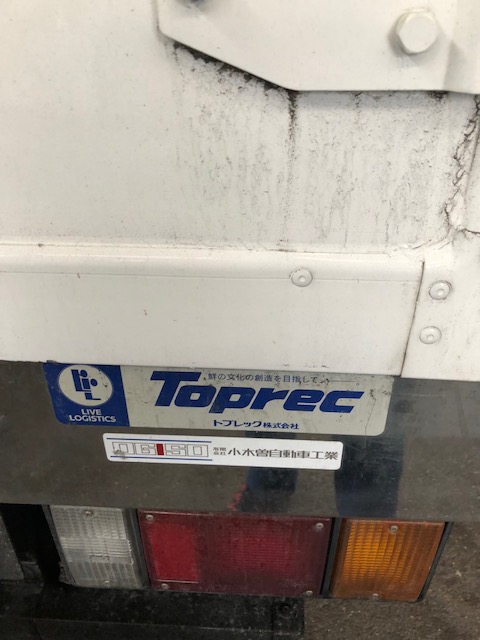 鮮の文化の創造を目指して
Toprec
LIVE
LOGISTICS
トプレック株式会社
OGISO 有限会社 小木曽自動車工業